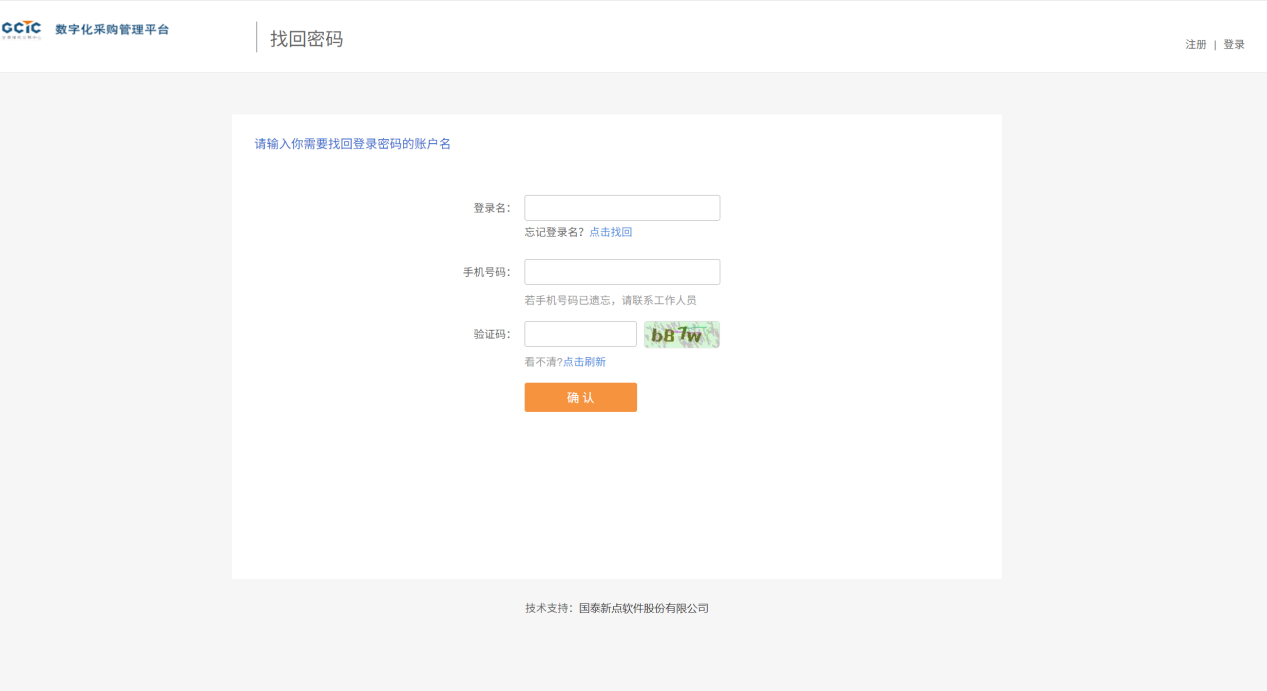 GCTC 数字化采购管理平台
找回密码
注册 | 登录
请输入你需要找回登录密码的账户名
登录名：
忘记登录名？点击找回
手机号码：
若手机号码已遗忘，请联系工作人员
验证码： bB7w
看不清?点击刷新
确 认
技术支持：国泰新点软件股份有限公司